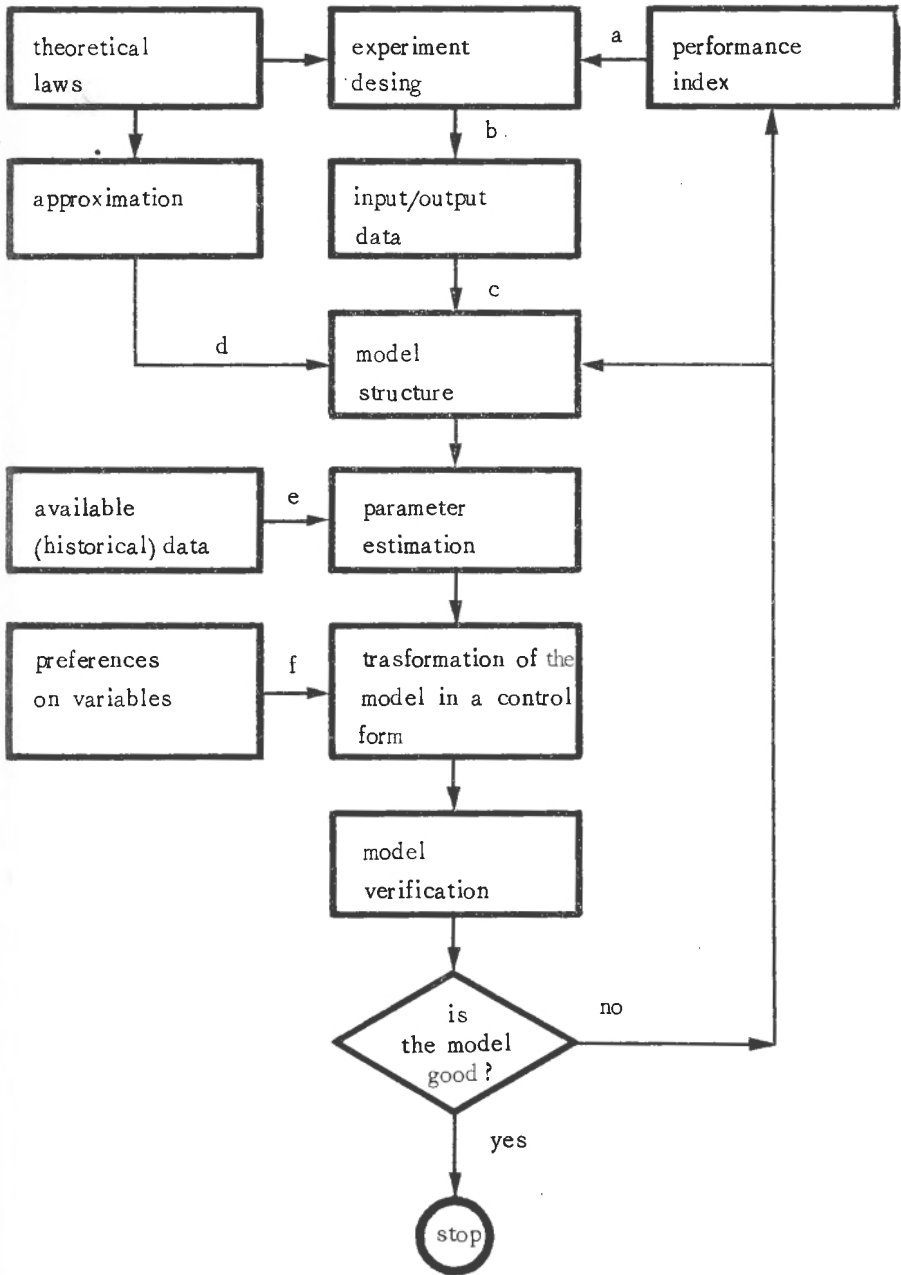 theoretical
laws
experiment
desing
a
performance
index
b
approximation
input/output
data
c
d
model
structure
available
(historical) data
e
parameter
estimation
preferences
on variables
f
trasformation of the
model in a control
form
model
verification
is
the model
good?
no
yes
stop